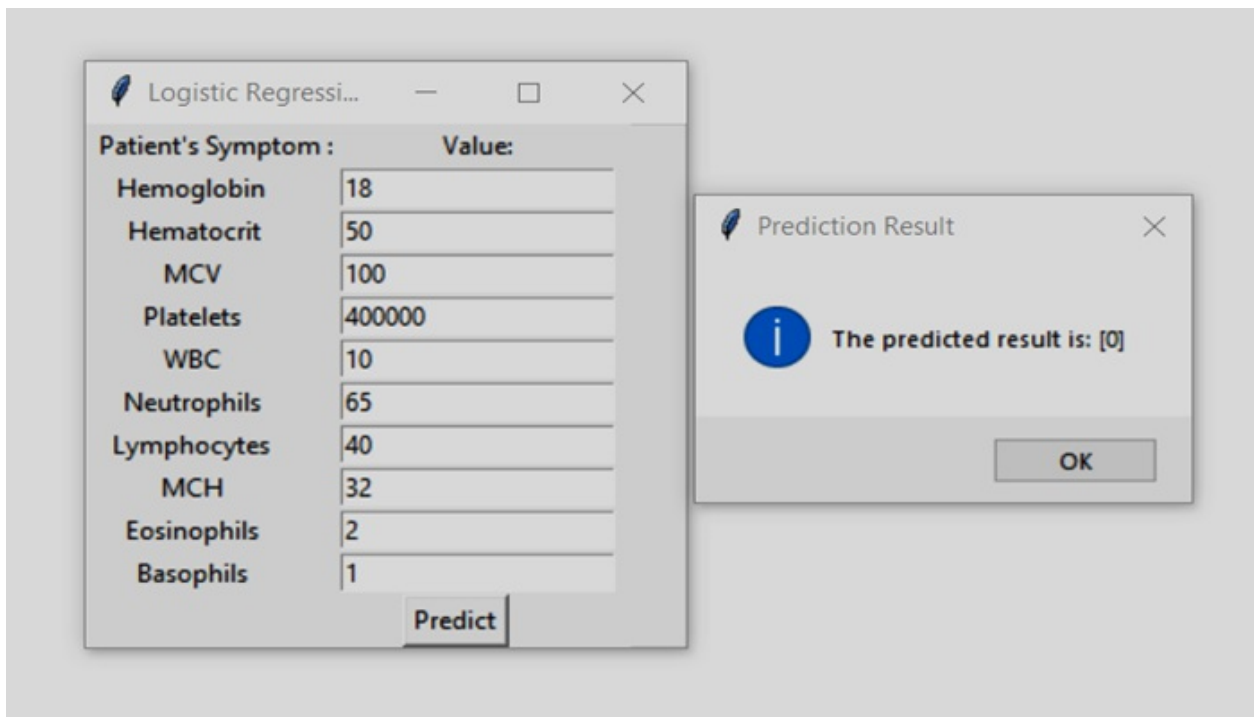 Logistic Regressi...
Patient's Symptom : Value:
Hemoglobin 18
Hematocrit 50
MCV 100
Platelets 400000
WBC 10
Neutrophils 65
Lymphocytes 40
MCH 32
Eosinophils 2
Basophils 1
Predict
Prediction Result
The predicted result is: [0]
OK